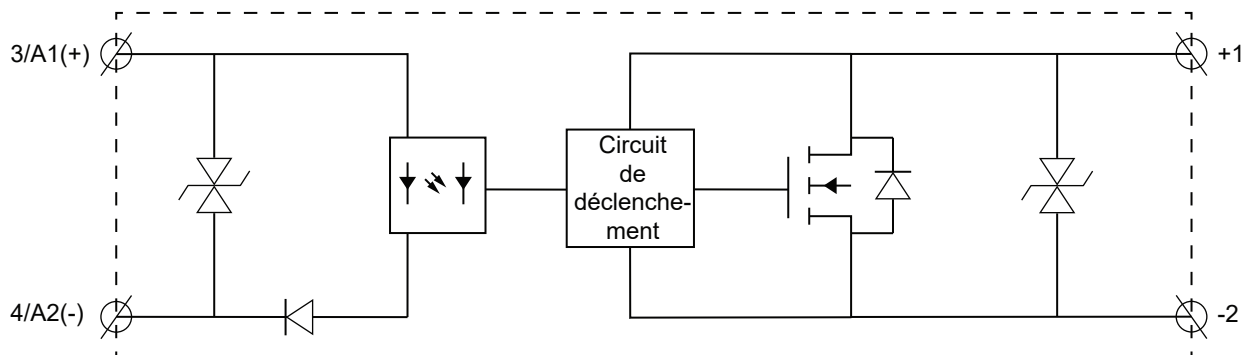 3/A1(+)
+1
Circuit
de
déclenche-
ment
4/A2(-)
-2